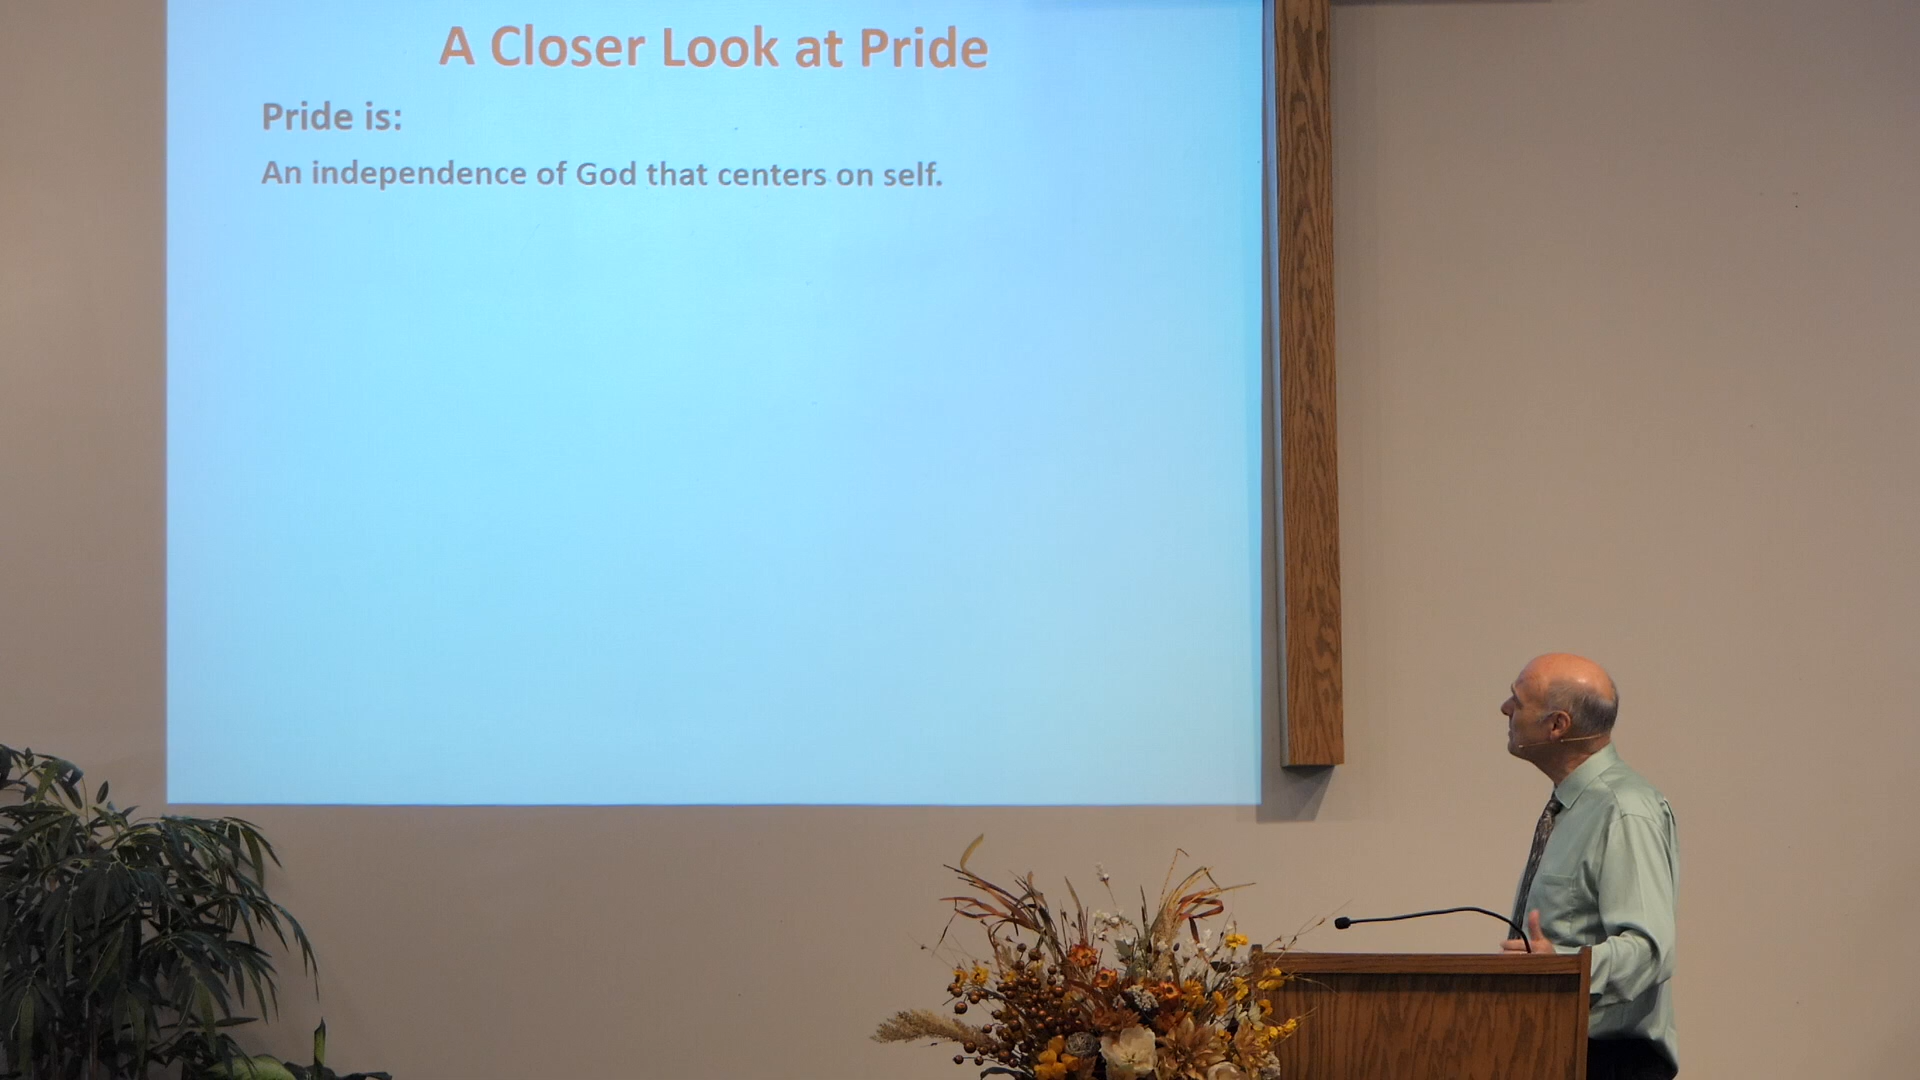 A Closer Look at Pride
Pride is:
An independence of God that centers on self.